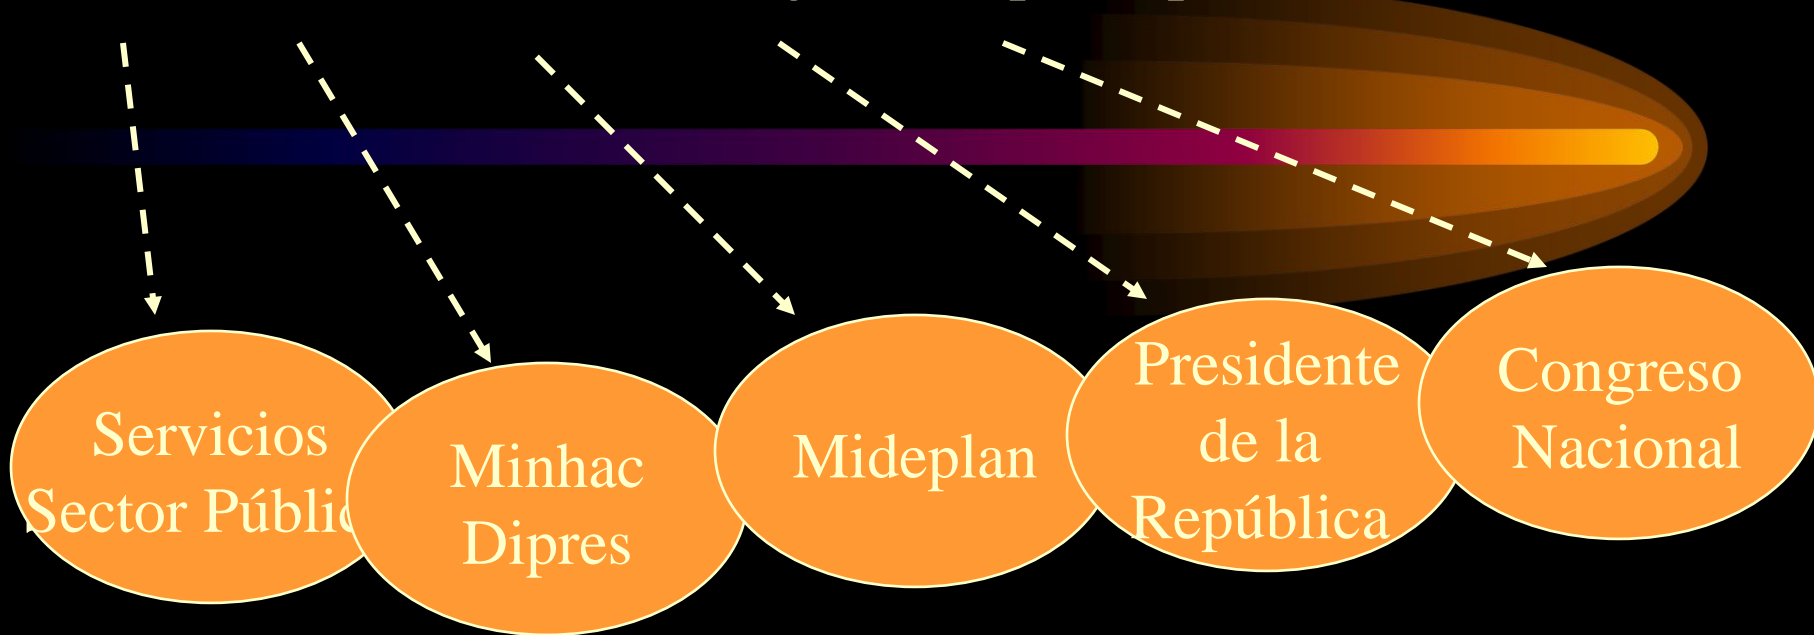 Servicios
Sector Públic
Minhac
Dipres
Mideplan
Presidente
de la
República
Congreso
Nacional